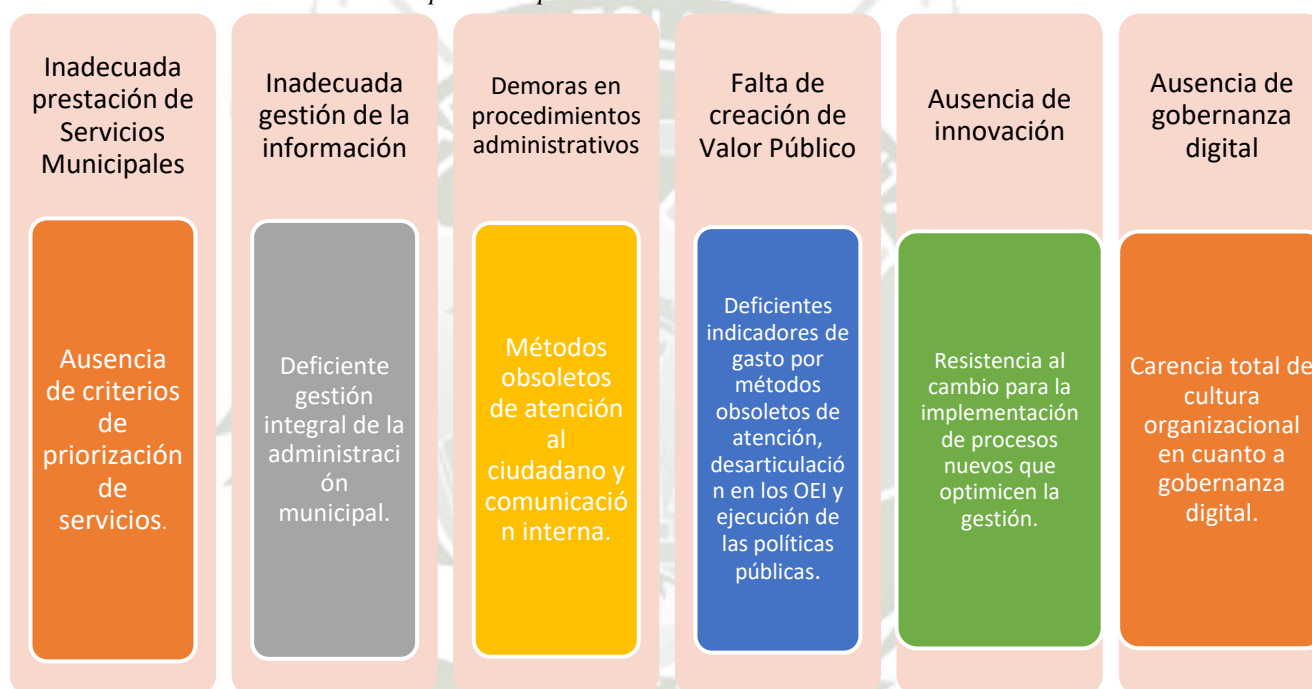 Inadecuada
prestación de
Servicios
Municipales
Ausencia
de criterios
de
priorización
de
servicios.
Inadecuada
gestión de la
información
Deficiente
gestión
integral de la
administraci
ón
municipal.
Demoras en
procedimientos
administrativos
Métodos
obsoletos
de atención
al
ciudadano y
comunicació
n interna.
Falta de
creación de
Valor Público
Deficientes
indicadores de
gasto por
métodos
obsoletos de
atención,
desarticulació
n en los OEI y
ejecución de
las políticas
públicas.
Ausencia de
innovación
Resistencia al
cambio para la
implementación
de procesos
nuevos que
optimicen la
gestión.
Ausencia de
gobernanza
digital
Carencia total de
cultura
organizacional
en cuanto a
gobernanza
digital.